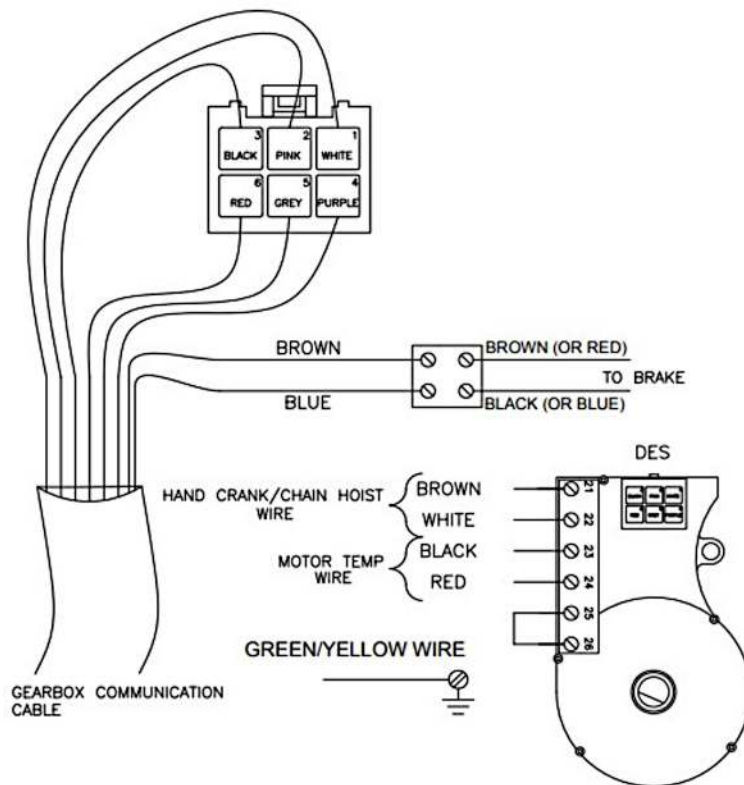 3 2 1
BLACK PINK WHITE
6 5 4
RED GREY PURPLE
BROWN
BROWN (OR RED)
TO BRAKE
BLUE
BLACK (OR BLUE)
DES
HAND CRANK/CHAIN HOIST
WIRE
BROWN
WHITE
MOTOR TEMP
WIRE
BLACK
RED
21
22
23
24
25
26
GREEN/YELLOW WIRE
GEARBOX COMMUNICATION
CABLE